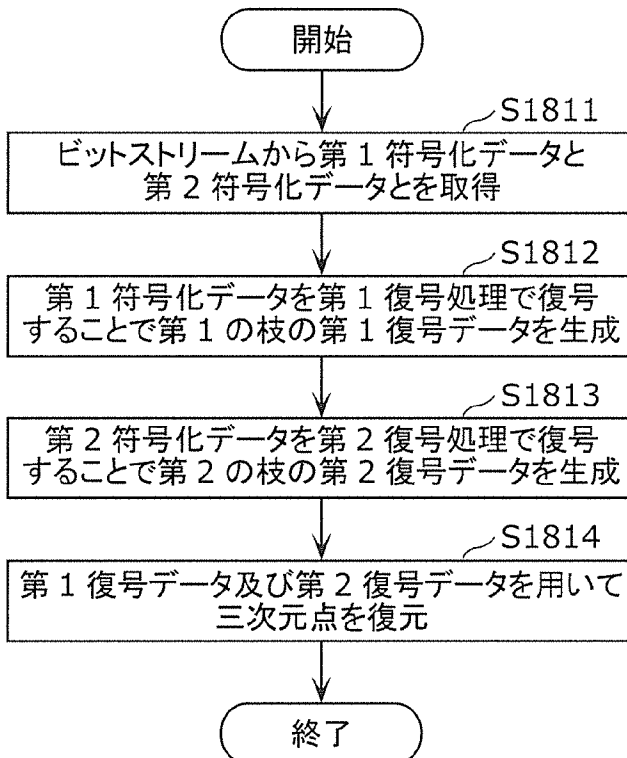 開始
S1811
ビットストリームから第1符号化データと
第2符号化データとを取得
S1812
第1符号化データを第1復号処理で復号
することで第1の枝の第1復号データを生成
S1813
第2符号化データを第2復号処理で復号
することで第2の枝の第2復号データを生成
S1814
第1復号データ及び第2復号データを用いて
三次元点を復元
終了